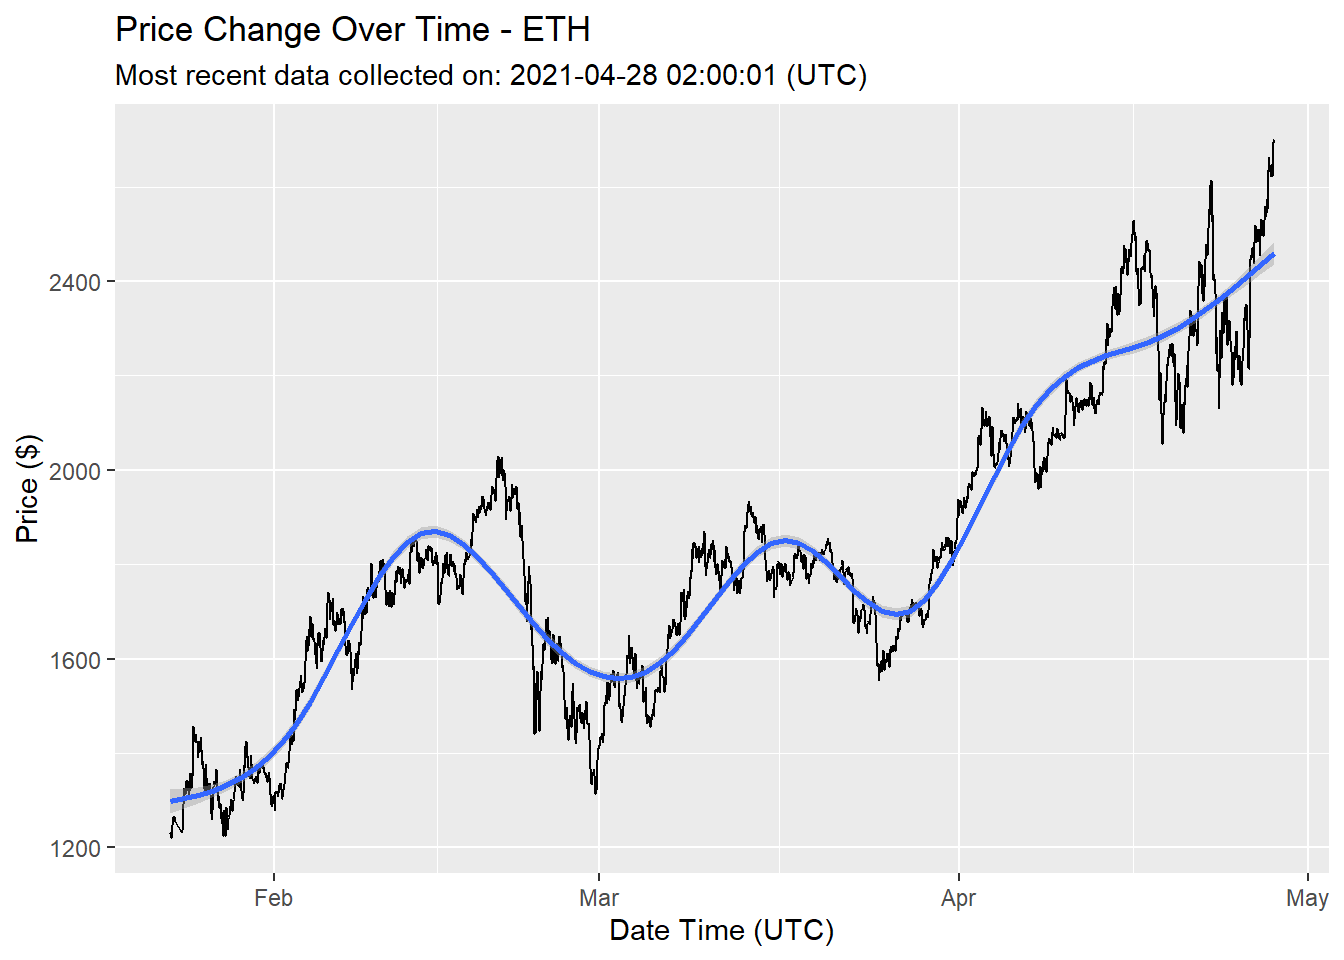 Price Change Over Time - ETH
Most recent data collected on: 2021-04-28 02:00:01 (UTC)
Price ($)
2400
2000
1600
1200
Feb Mar Apr May
Date Time (UTC)